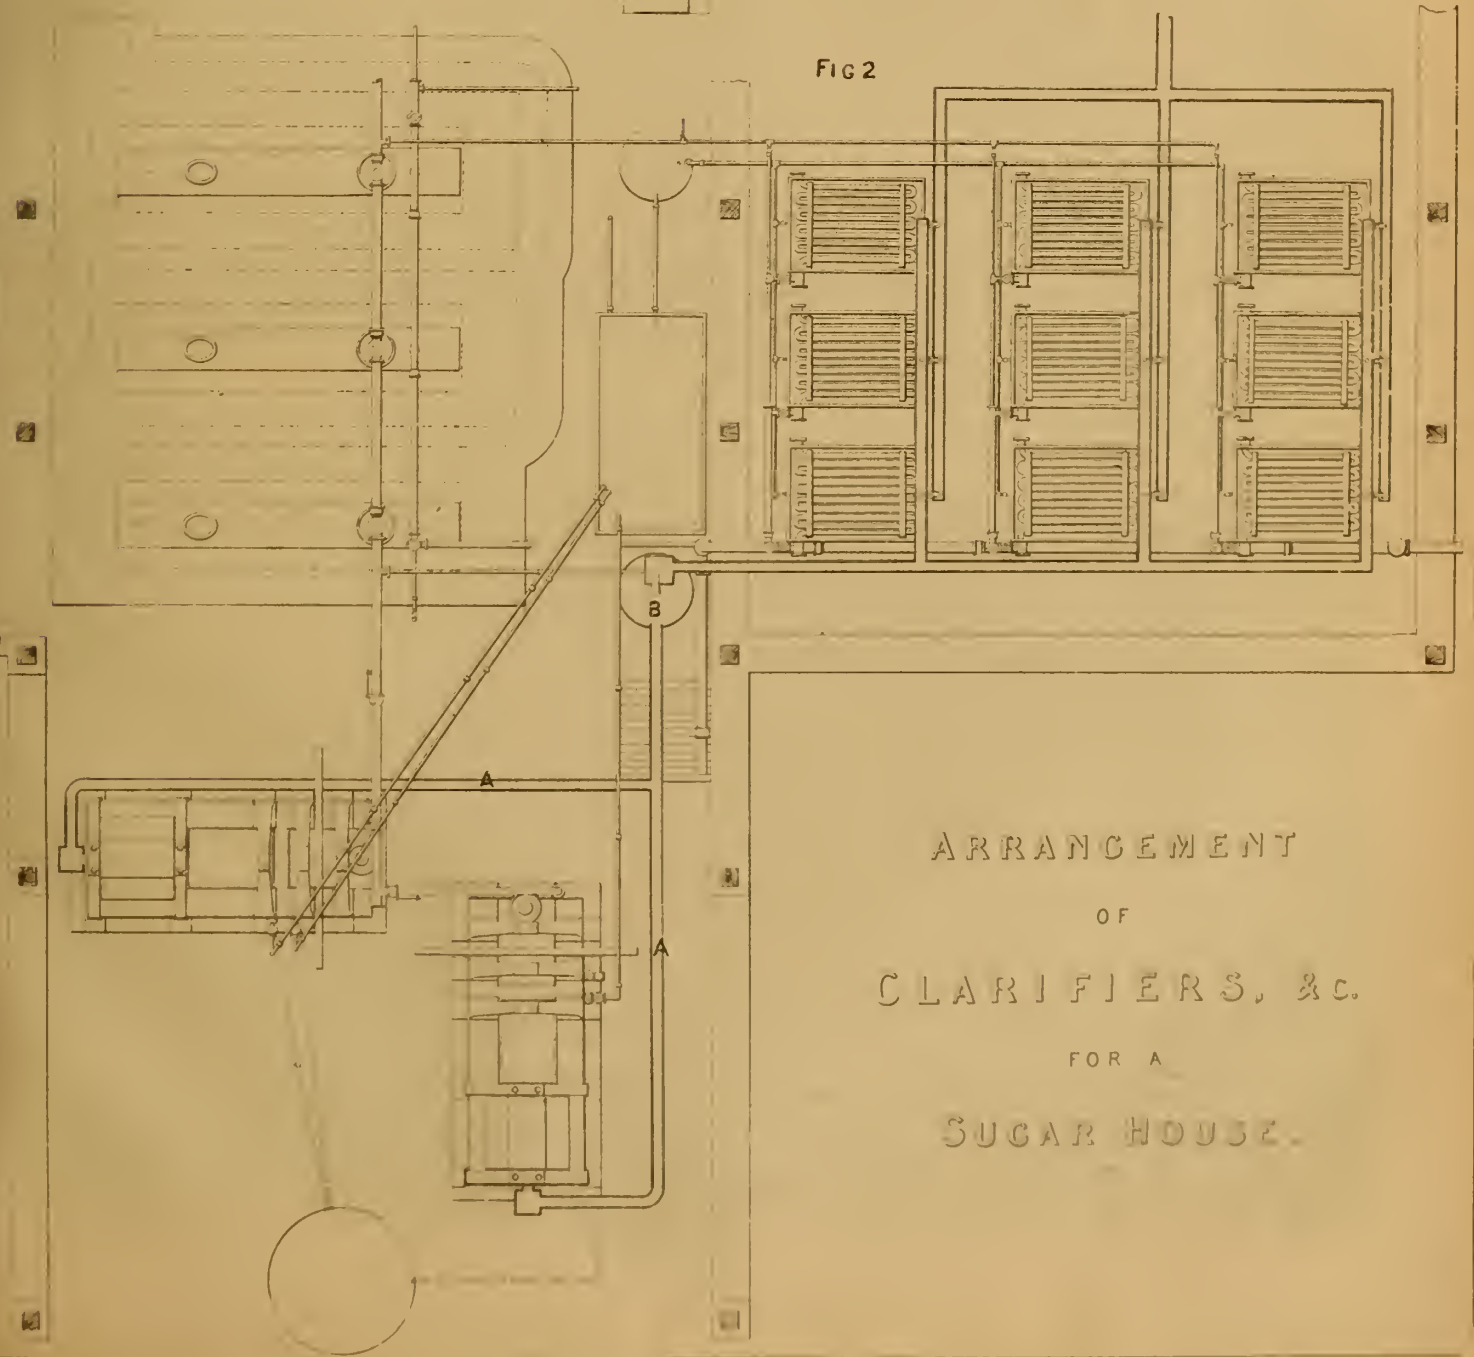 FIG 2
B
A
A
ARRANGEMENT
OF
CLARIFIERS, &c.
FOR A
SUGAR HOUSE.